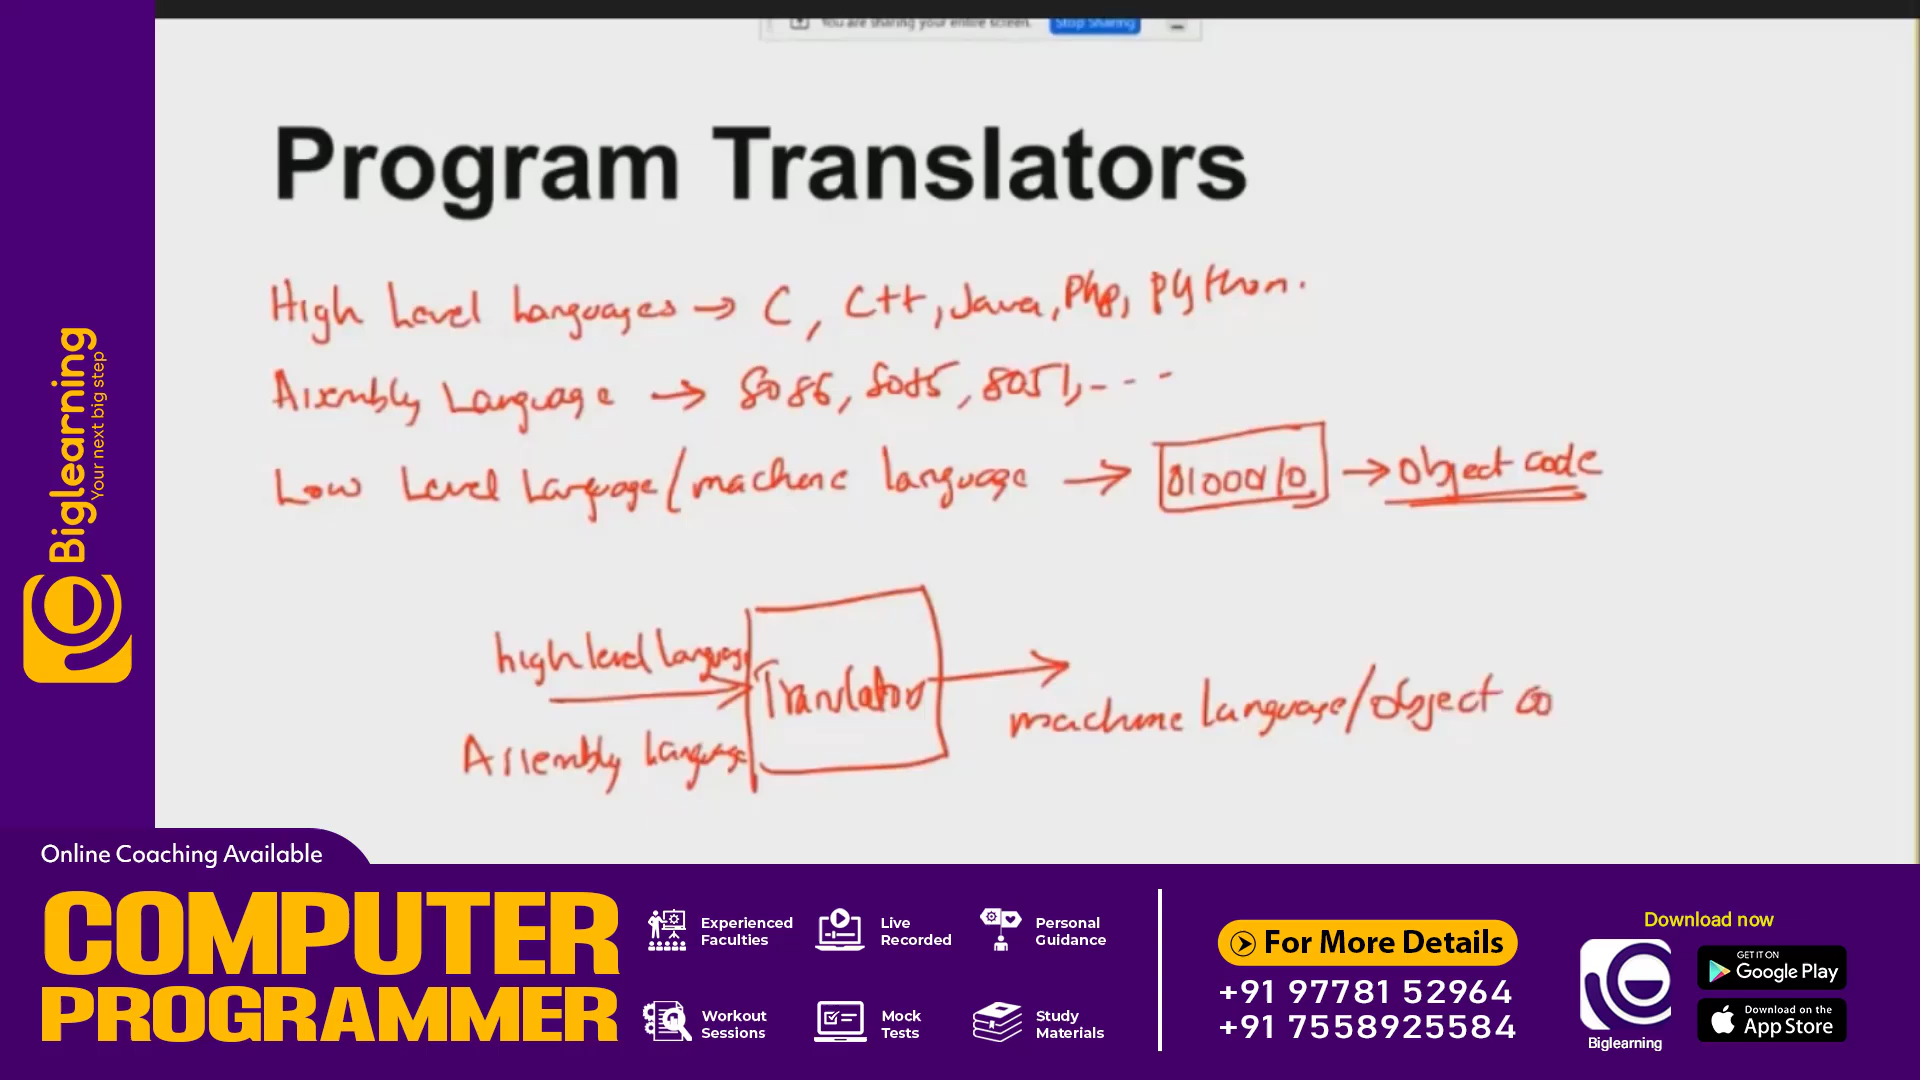 You are sharing your entire screen.
Stop Sharing
Program Translators
High Level Languages → C, C++, Java, Php, Python.
Assembly Language → 8086, 8085, 8051, - - -
Low Level Language/machine language → → Object code
high level language
Translator
Assembly language
machine language/object co
Biglearning
Your next big step
Online Coaching Available
COMPUTER
PROGRAMMER
Experienced
Faculties
Live
Recorded
Personal
Guidance
Workout
Sessions
Mock
Tests
Study
Materials
For More Details
+91 97781 52964
+91 7558925584
Download now
Biglearning
GET IT ON
Google Play
Download on the
App Store